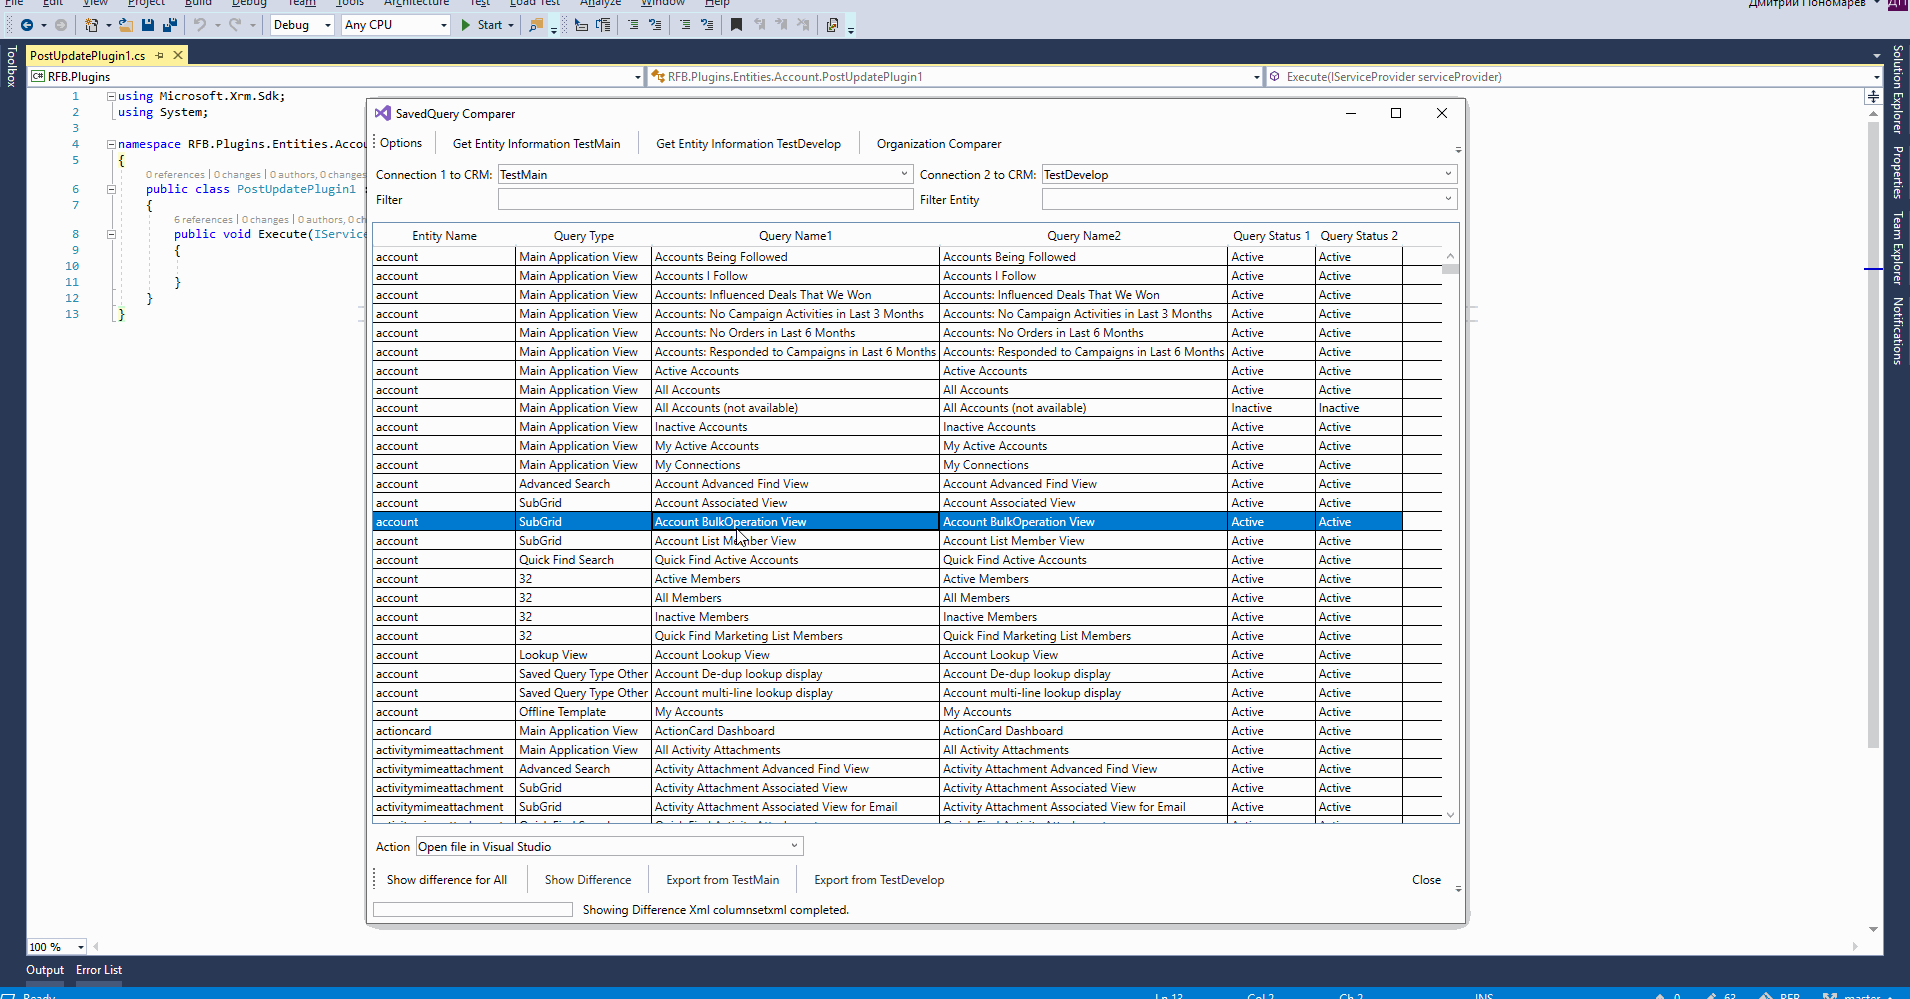 File Edit View Project Build Debug Team Tools Architecture Test Load Test Analyze Window Help Дмитрий Пономарев ДП
Debug Any CPU Start
Toolbox
PostUpdatePlugin1.cs
C# RFB.Plugins RFB.Plugins.Entities.Account.PostUpdatePlugin1 Execute(IServiceProvider serviceProvider)
1 using Microsoft.Xrm.Sdk;
2 using System;
3
4 namespace RFB.Plugins.Entities.Accou
5 {
0 references | 0 changes | 0 authors, 0 changes
6 public class PostUpdatePlugin1 :
7 {
6 references | 0 changes | 0 authors, 0 ch
8 public void Execute(IService
9 {
10
11 }
12 }
13 }
SavedQuery Comparer
Options Get Entity Information TestMain Get Entity Information TestDevelop Organization Comparer
Connection 1 to CRM: TestMain Connection 2 to CRM: TestDevelop
Filter Filter Entity
Entity Name Query Type Query Name1 Query Name2 Query Status 1 Query Status 2
account Main Application View Accounts Being Followed Accounts Being Followed Active Active
account Main Application View Accounts I Follow Accounts I Follow Active Active
account Main Application View Accounts: Influenced Deals That We Won Accounts: Influenced Deals That We Won Active Active
account Main Application View Accounts: No Campaign Activities in Last 3 Months Accounts: No Campaign Activities in Last 3 Months Active Active
account Main Application View Accounts: No Orders in Last 6 Months Accounts: No Orders in Last 6 Months Active Active
account Main Application View Accounts: Responded to Campaigns in Last 6 Months Accounts: Responded to Campaigns in Last 6 Months Active Active
account Main Application View Active Accounts Active Accounts Active Active
account Main Application View All Accounts All Accounts Active Active
account Main Application View All Accounts (not available) All Accounts (not available) Inactive Inactive
account Main Application View Inactive Accounts Inactive Accounts Active Active
account Main Application View My Active Accounts My Active Accounts Active Active
account Main Application View My Connections My Connections Active Active
account Advanced Search Account Advanced Find View Account Advanced Find View Active Active
account SubGrid Account Associated View Account Associated View Active Active
account SubGrid Account BulkOperation View Account BulkOperation View Active Active
account SubGrid Account List Member View Account List Member View Active Active
account Quick Find Search Quick Find Active Accounts Quick Find Active Accounts Active Active
account 32 Active Members Active Members Active Active
account 32 All Members All Members Active Active
account 32 Inactive Members Inactive Members Active Active
account 32 Quick Find Marketing List Members Quick Find Marketing List Members Active Active
account Lookup View Account Lookup View Account Lookup View Active Active
account Saved Query Type Other Account De-dup lookup display Account De-dup lookup display Active Active
account Saved Query Type Other Account multi-line lookup display Account multi-line lookup display Active Active
account Offline Template My Accounts My Accounts Active Active
actioncard Main Application View ActionCard Dashboard ActionCard Dashboard Active Active
activitymimeattachment Main Application View All Activity Attachments All Activity Attachments Active Active
activitymimeattachment Advanced Search Activity Attachment Advanced Find View Activity Attachment Advanced Find View Active Active
activitymimeattachment SubGrid Activity Attachment Associated View Activity Attachment Associated View Active Active
activitymimeattachment SubGrid Activity Attachment Associated View for Email Activity Attachment Associated View for Email Active Active
Action Open file in Visual Studio
Show difference for All Show Difference Export from TestMain Export from TestDevelop Close
Showing Difference Xml columnsetxml completed.
Solution Explorer
Properties
Team Explorer
Notifications
100 %
Output Error List
Ready Ln 13 Col 2 Ch 2 INS 0 63 RFB master